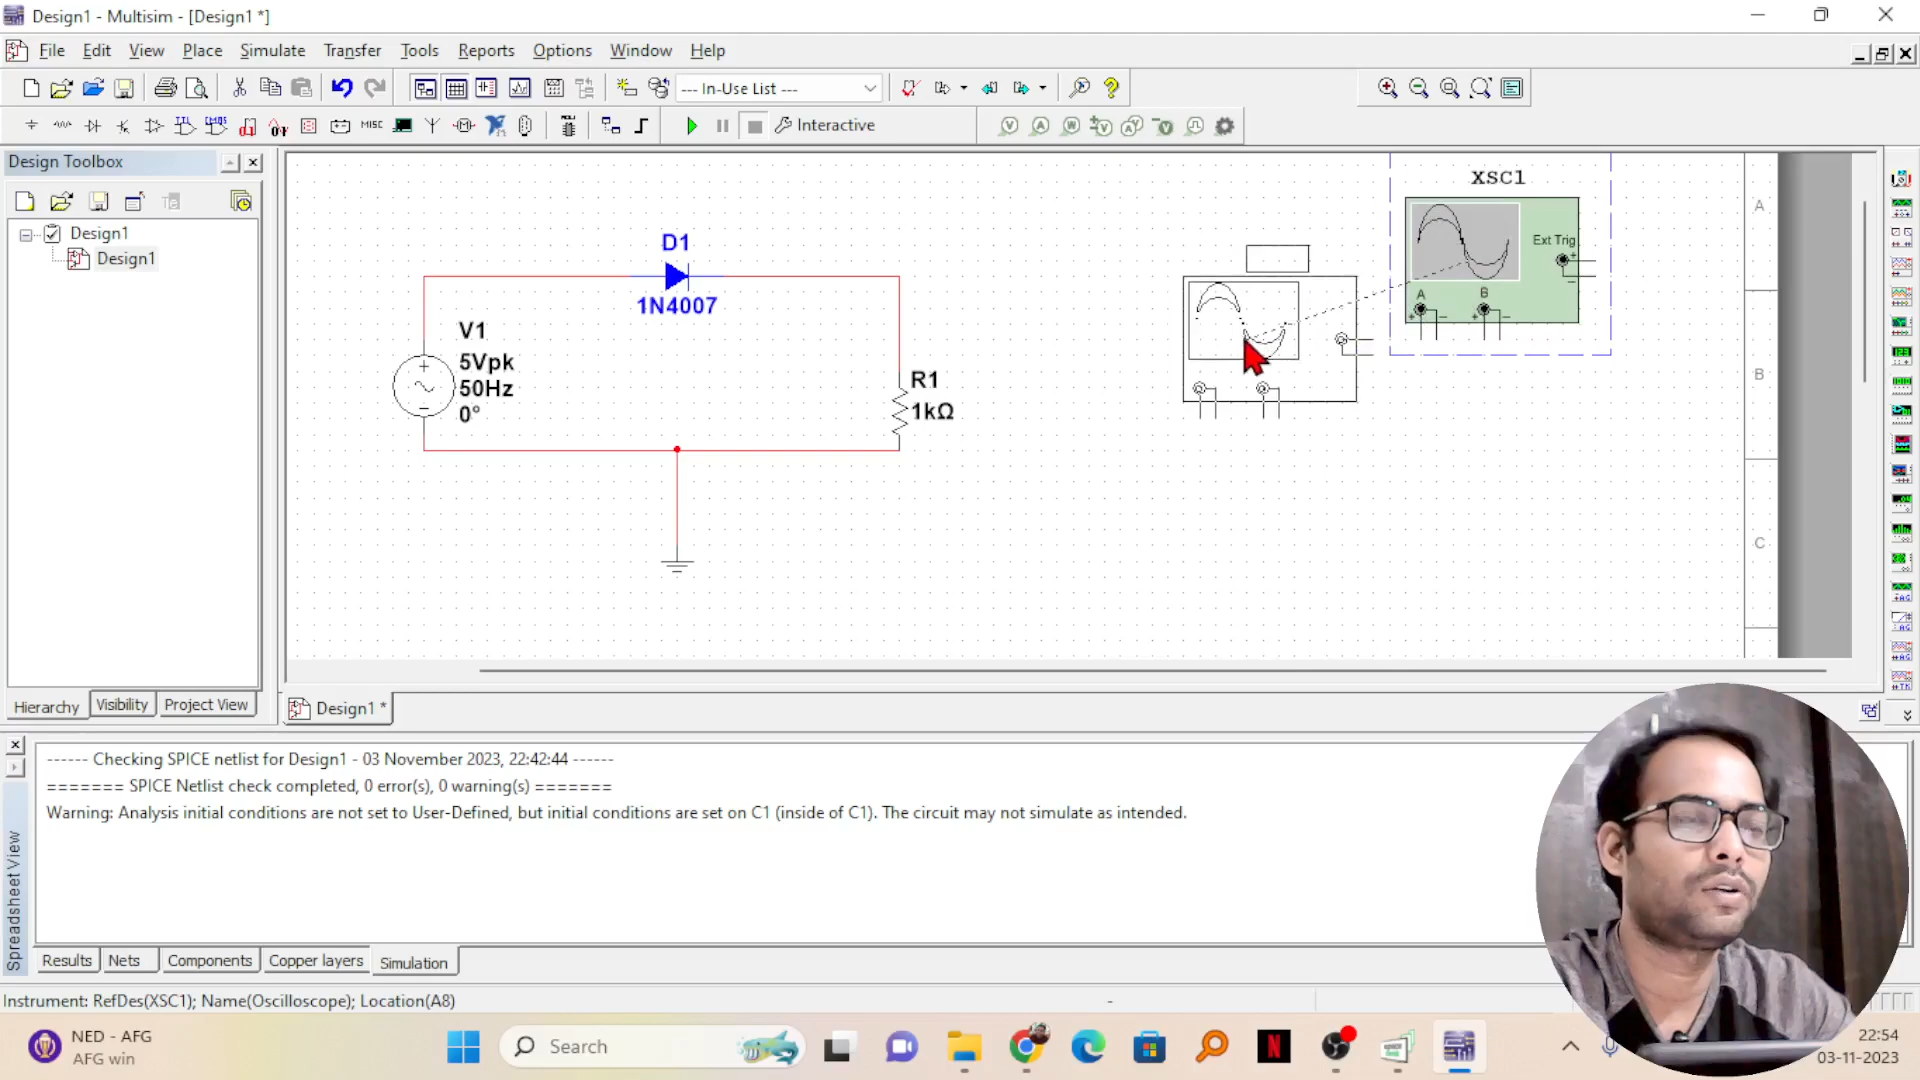 Design1 - Multisim - [Design1 *]
File Edit View Place Simulate Transfer Tools Reports Options Window Help
--- In-Use List ---
MISC
Interactive
Design Toolbox
Design1
Design1
Hierarchy Visibility Project View
D1
1N4007
V1
5Vpk
50Hz
0°
R1
1kΩ
XSC1
Ext Trig
A B
A
B
C
Design1 *
------ Checking SPICE netlist for Design1 - 03 November 2023, 22:42:44 ------
======= SPICE Netlist check completed, 0 error(s), 0 warning(s) =======
Warning: Analysis initial conditions are not set to User-Defined, but initial conditions are set on C1 (inside of C1). The circuit may not simulate as intended.
Spreadsheet View
Results Nets Components Copper layers Simulation
Instrument: RefDes(XSC1); Name(Oscilloscope); Location(A8)
-
NED - AFG
AFG win
Search
22:54
03-11-2023